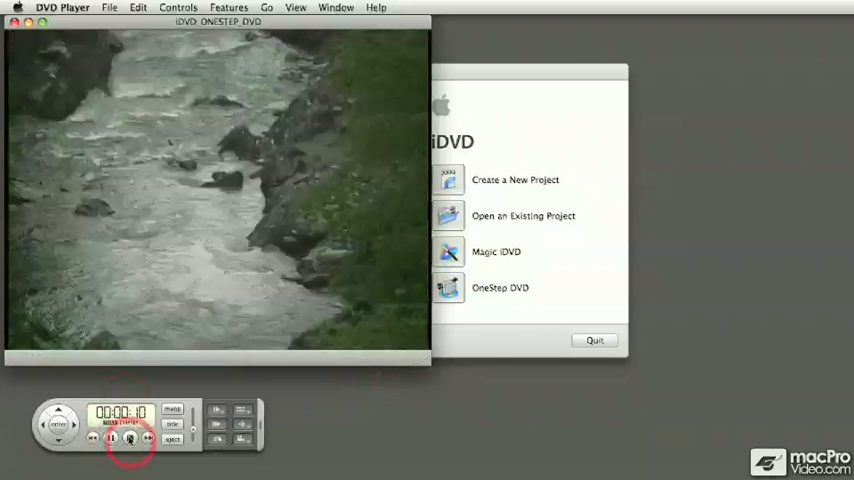 DVD Player File Edit Controls Features Go View Window Help
iDVD_ONESTEP_DVD
iDVD
Create a New Project
Open an Existing Project
Magic iDVD
OneStep DVD
Quit
00:00:10
menu
title
enter
eject
macPro
Video.com